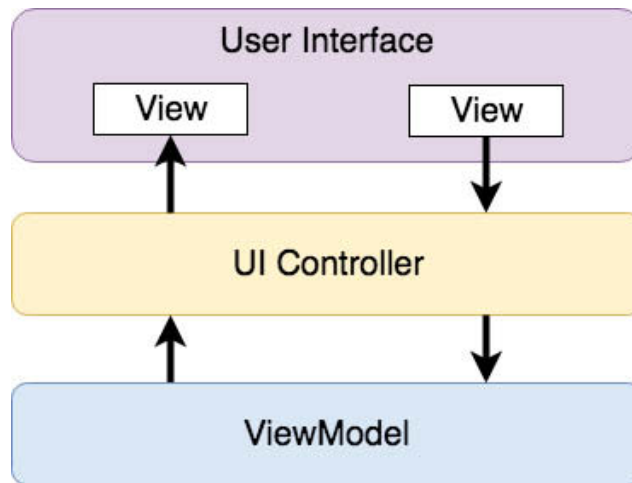 User Interface
View
View
UI Controller
ViewModel